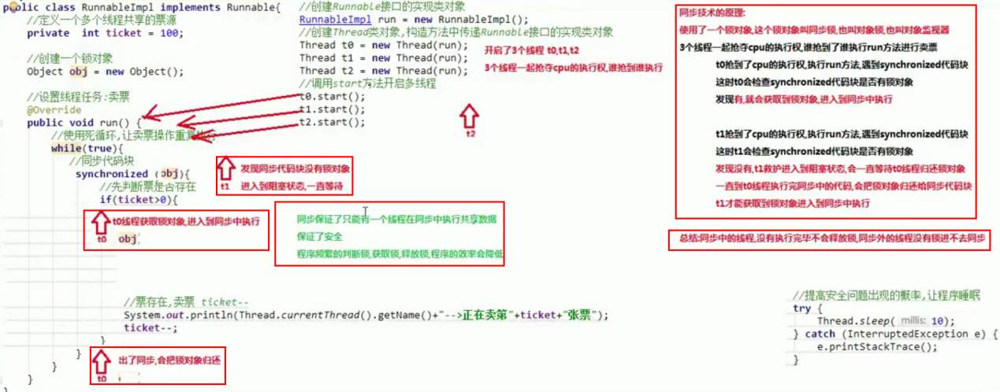 public class RunnableImpl implements Runnable{
//定义一个多个线程共享的票源
private int ticket = 100;
//创建一个锁对象
Object obj = new Object();
//设置线程任务:卖票
@Override
public void run() {
//使用死循环,让卖票操作重复执行
while(true){
//同步代码块
synchronized (obj){
//先判断票是否存在
if(ticket>0){
t0线程获取锁对象,进入到同步中执行
t0
obj
//票存在,卖票 ticket--
System.out.println(Thread.currentThread().getName()+"-->正在卖第"+ticket+"张票");
ticket--;
}
}
出了同步,会把锁对象归还
t0
}
}
}
//创建Runnable接口的实现类对象
RunnableImpl run = new RunnableImpl();
//创建Thread类对象,构造方法中传递Runnable接口的实现类对象
Thread t0 = new Thread(run);
Thread t1 = new Thread(run);
Thread t2 = new Thread(run);
//调用start方法开启多线程
t0.start();
t1.start();
t2.start();
开启了3个线程 t0,t1,t2
3个线程一起抢夺cpu的执行权,谁抢到谁执行
t2
发现同步代码块没有锁对象
t1 进入到阻塞状态,一直等待
同步保证了只能有一个线程在同步中执行共享数据
保证了安全
程序频繁的判断锁,获取锁,释放锁,程序的效率会降低
同步技术的原理:
使用了一个锁对象,这个锁对象叫同步锁,也叫对象锁,也叫对象监视器
3个线程一起抢夺cpu的执行权,谁抢到了谁执行run方法进行卖票
t0抢到了cpu的执行权,执行run方法,遇到synchronized代码块
这时t0会检查synchronized代码块是否有锁对象
发现有,就会获取到锁对象,进入到同步中执行
t1抢到了cpu的执行权,执行run方法,遇到synchronized代码块
这时t1会检查synchronized代码块是否有锁对象
发现没有,t1救护进入到阻塞状态,会一直等待t0线程归还锁对象
一直到t0线程执行完同步中的代码,会把锁对象归还给同步代码块
t1才能获取到锁对象进入到同步中执行
总结:同步中的线程,没有执行完毕不会释放锁,同步外的线程没有锁进不去同步
//提高安全问题出现的概率,让程序睡眠
try {
Thread.sleep( millis: 10);
} catch (InterruptedException e) {
e.printStackTrace();
}